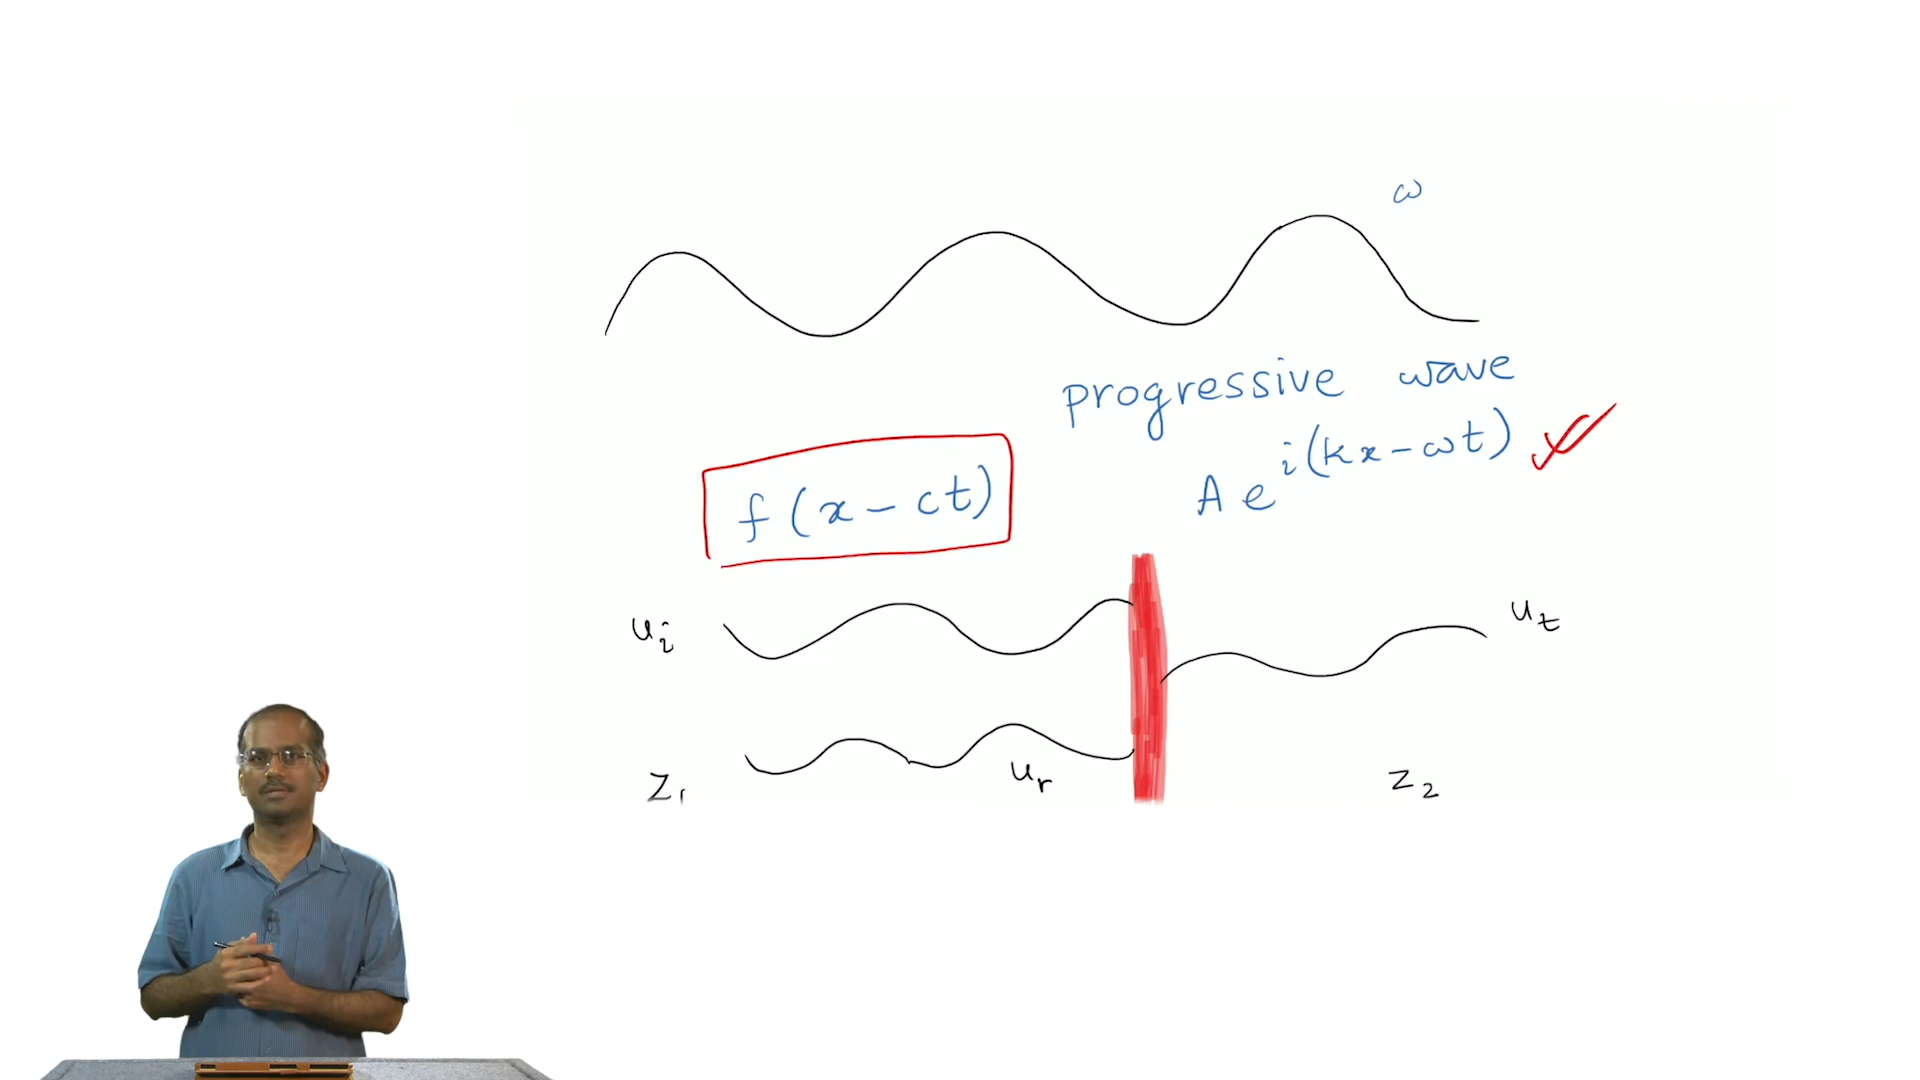 ω
progressive wave
f(x-ct)
A e^{i(kx-ωt)}
u_i
u_t
u_r
Z_1
Z_2